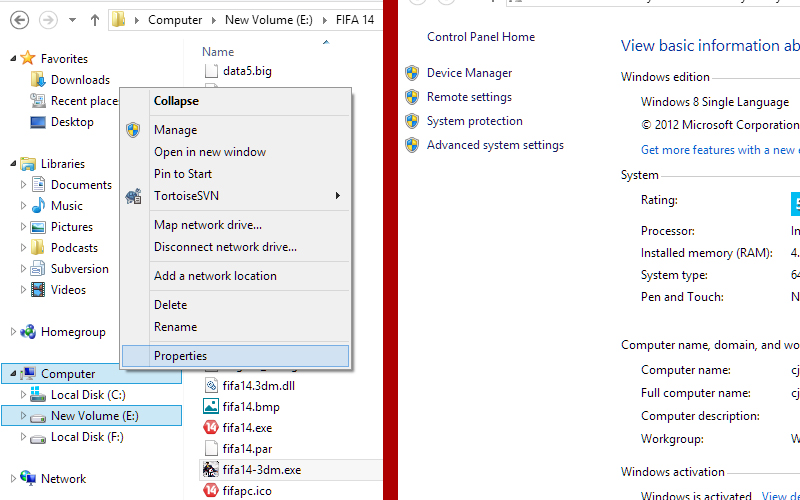 Computer
New Volume (E:)
FIFA 14
Favorites
Downloads
Recent place
Desktop
Libraries
Documents
Music
Pictures
Podcasts
Subversion
Videos
Homegroup
Computer
Local Disk (C:)
New Volume (E:)
Local Disk (F:)
Network
Name
data5.big
Collapse
Manage
Open in new window
Pin to Start
TortoiseSVN
Map network drive...
Disconnect network drive...
Add a network location
Delete
Rename
Properties
fifa14.3dm.dll
fifa14.bmp
14 fifa14.exe
fifa14.par
fifa14-3dm.exe
14 fifapc.ico
Control Panel Home
Device Manager
Remote settings
System protection
Advanced system settings
View basic information ab
Windows edition
Windows 8 Single Language
© 2012 Microsoft Corporation
Get more features with a new e
System
Rating:
Processor: In
Installed memory (RAM): 4.
System type: 64
Pen and Touch: N
Computer name, domain, and wo
Computer name: cj
Full computer name: cj
Computer description:
Workgroup: W
Windows activation
Windows is activated View de